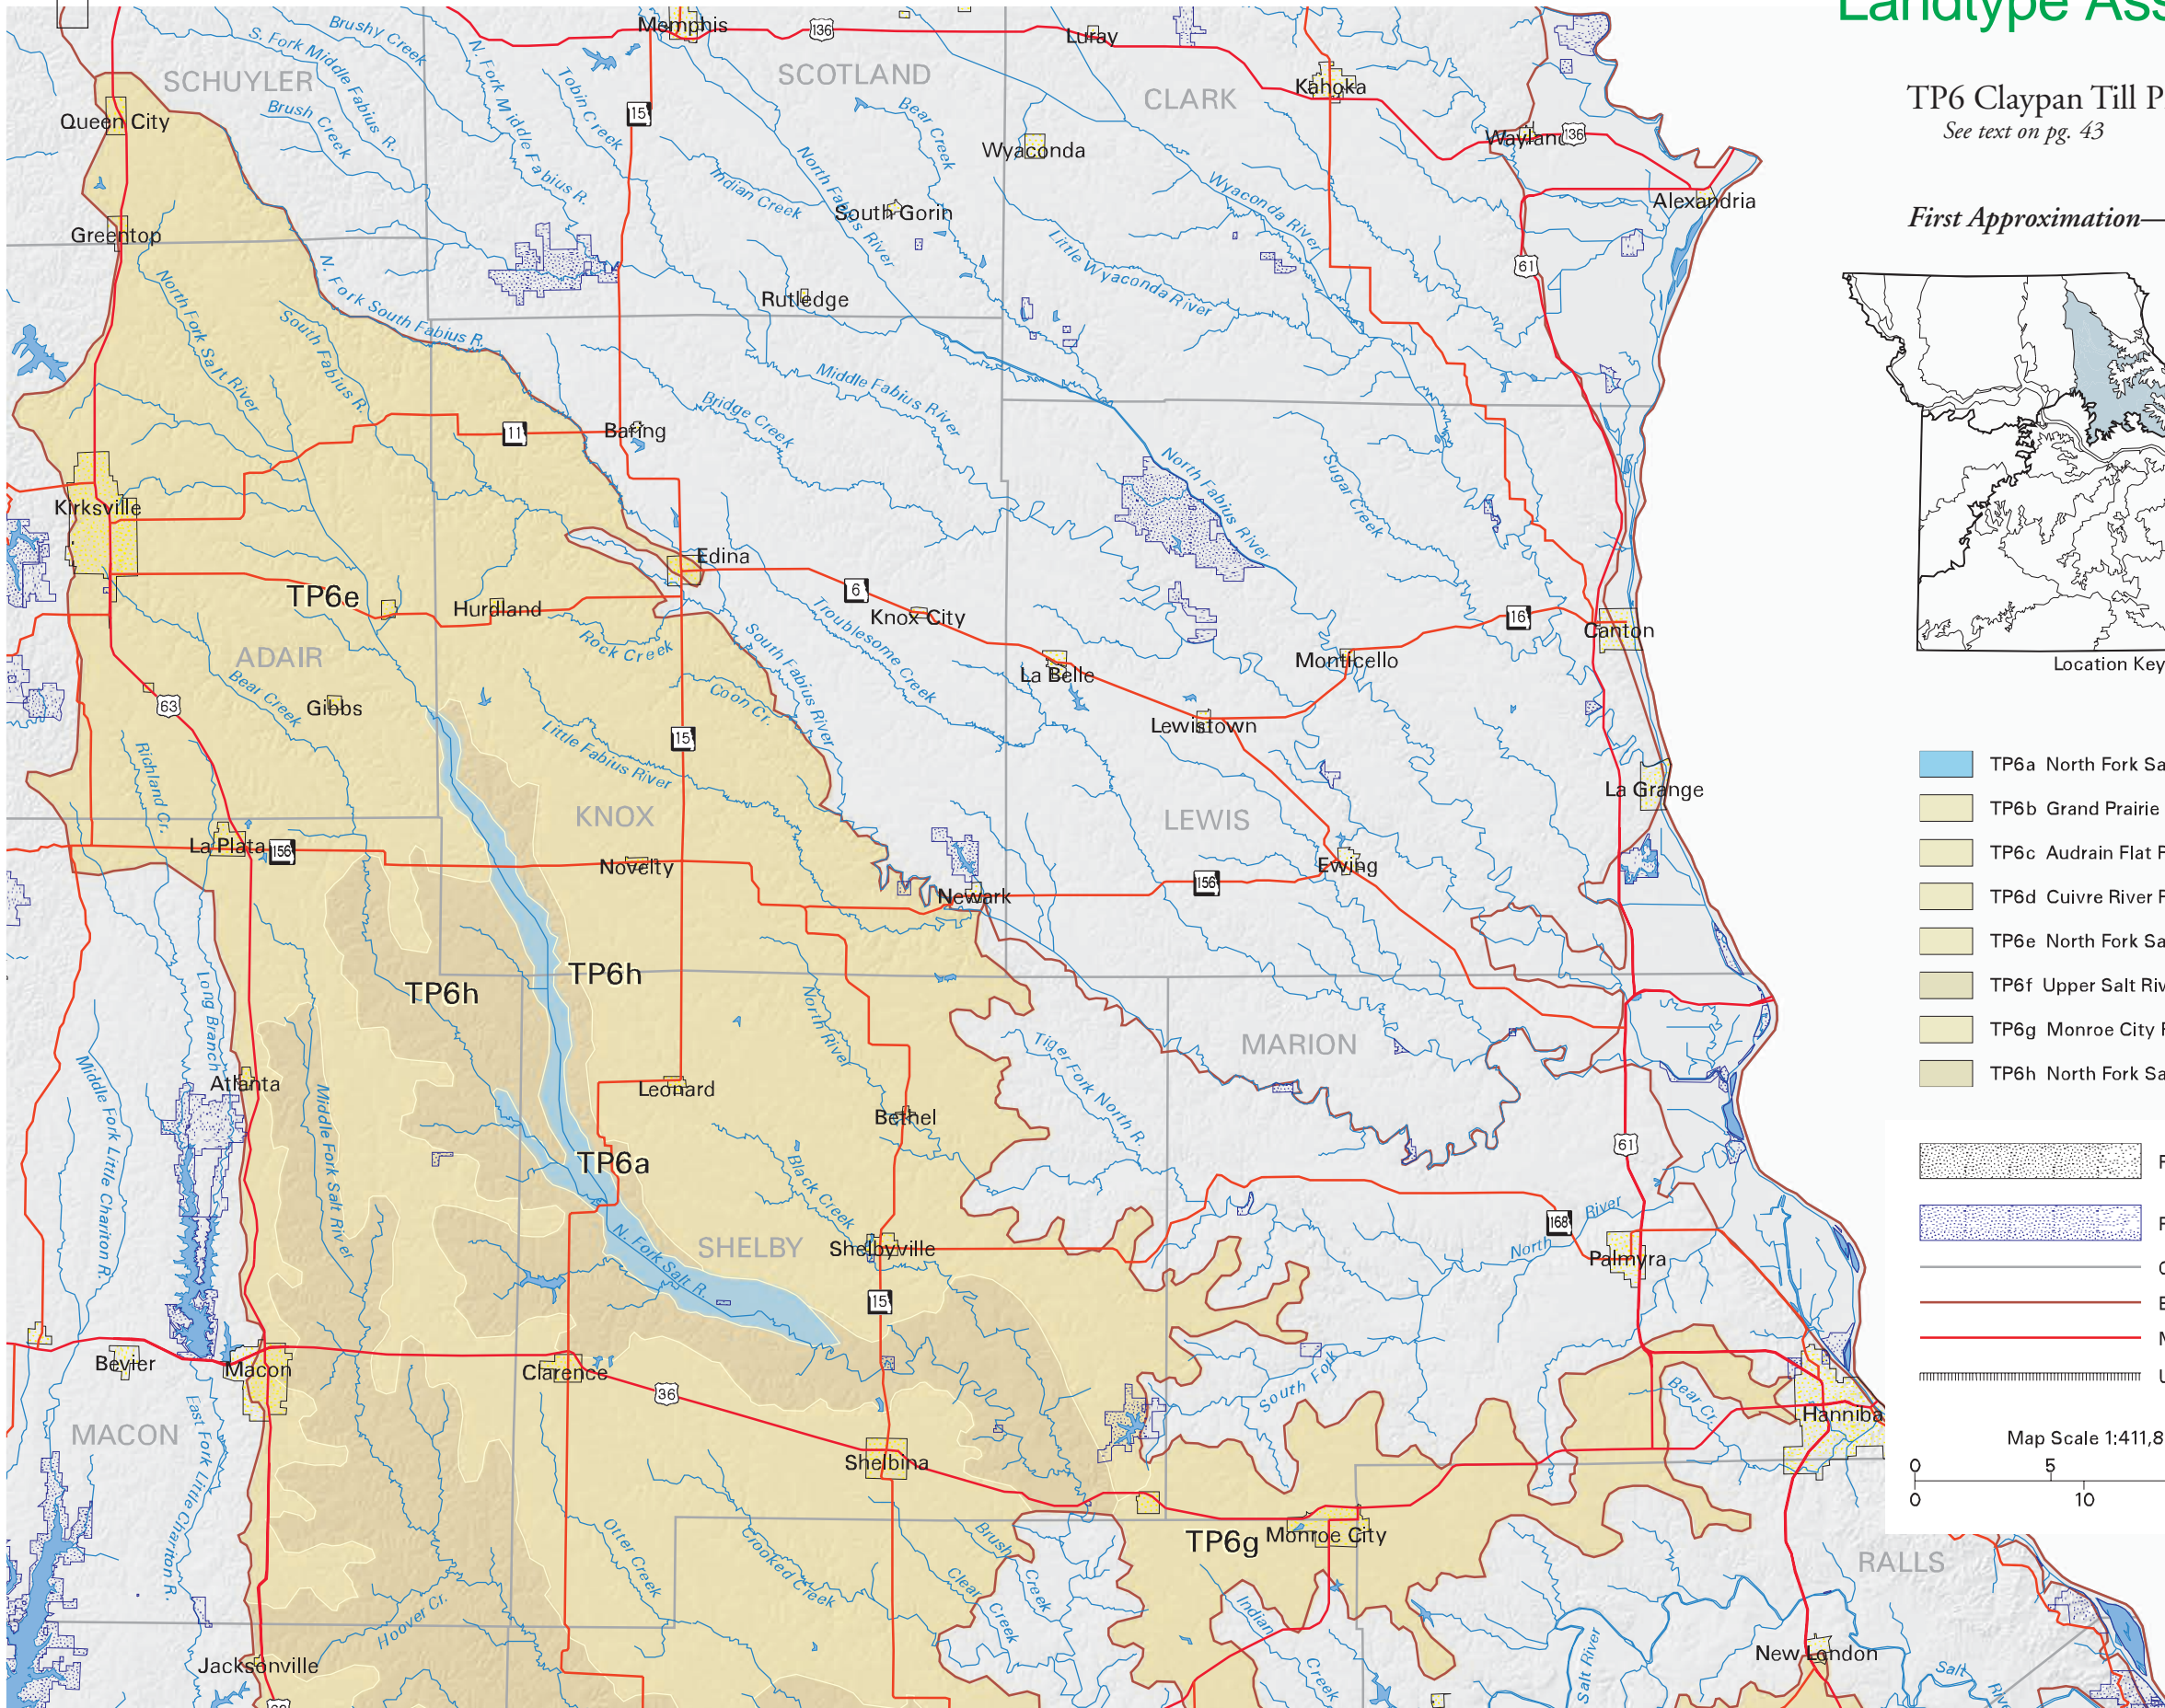 Landtype Ass
TP6 Claypan Till P
See text on pg. 43
First Approximation—
Location Key
TP6a North Fork Sa
TP6b Grand Prairie
TP6c Audrain Flat P
TP6d Cuivre River P
TP6e North Fork Sa
TP6f Upper Salt Riv
TP6g Monroe City P
TP6h North Fork Sa
Map Scale 1:411,8
0
5
0
10
SCHUYLER
SCOTLAND
CLARK
ADAIR
KNOX
LEWIS
MARION
SHELBY
MACON
RALLS
TP6e
TP6h
TP6h
TP6a
TP6g
Memphis
136
Luray
Kahoka
Wayland
136
Alexandria
Queen City
Greentop
15
Wyaconda
South Gorin
Rutledge
61
Baring
11
Kirksville
Edina
6
Knox City
Hurdland
16
Canton
Monticello
La Belle
Lewistown
Gibbs
63
15
La Grange
La Plata
156
Novelty
Newark
156
Ewing
Atlanta
Leonard
Bethel
61
168
Palmyra
Shelbyville
15
Bevier
Macon
Clarence
36
Shelbina
Hanniba
Monroe City
Jacksonville
New London
Brushy Creek
S. Fork Middle Fabius R.
Brush Creek
N. Fork Middle Fabius R.
Tobin Creek
Indian Creek
North Fabius River
Bear Creek
Wyaconda River
Little Wyaconda River
North Fork Salt River
South Fabius R.
N. Fork South Fabius R.
Middle Fabius River
Bridge Creek
North Fabius River
Sugar Creek
Rock Creek
Troublesome Creek
South Fabius River
Coon Cr.
Little Fabius River
Bear Creek
Richland Cr.
Long Branch
Middle Fork Little Chariton R.
Middle Fork Salt River
North River
Tiger Fork North R.
Black Creek
N. Fork Salt R.
North River
South Fork
Bear Cr.
East Fork Little Chariton R.
Hoover Cr.
Otter Creek
Crooked Creek
Brush Creek
Clear Creek
Indian Creek
Salt River
Salt